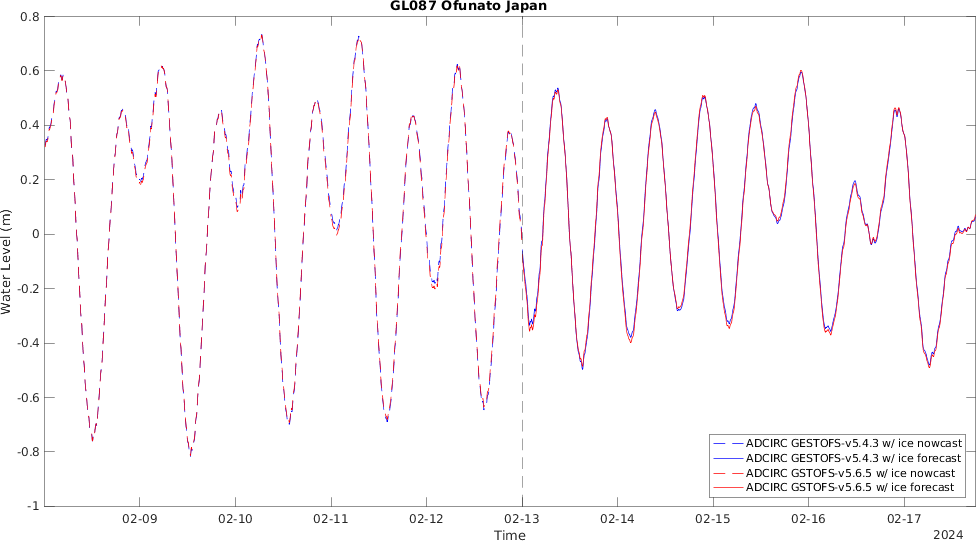 GL087 Ofunato Japan
0.8
0.6
0.4
0.2
0
-0.2
-0.4
-0.6
-0.8
-1
Water Level (m)
02-09
02-10
02-11
02-12
02-13
02-14
02-15
02-16
02-17
Time
2024
ADCIRC GESTOFS-v5.4.3 w/ ice nowcast
ADCIRC GESTOFS-v5.4.3 w/ ice forecast
ADCIRC GSTOFS-v5.6.5 w/ ice nowcast
ADCIRC GSTOFS-v5.6.5 w/ ice forecast